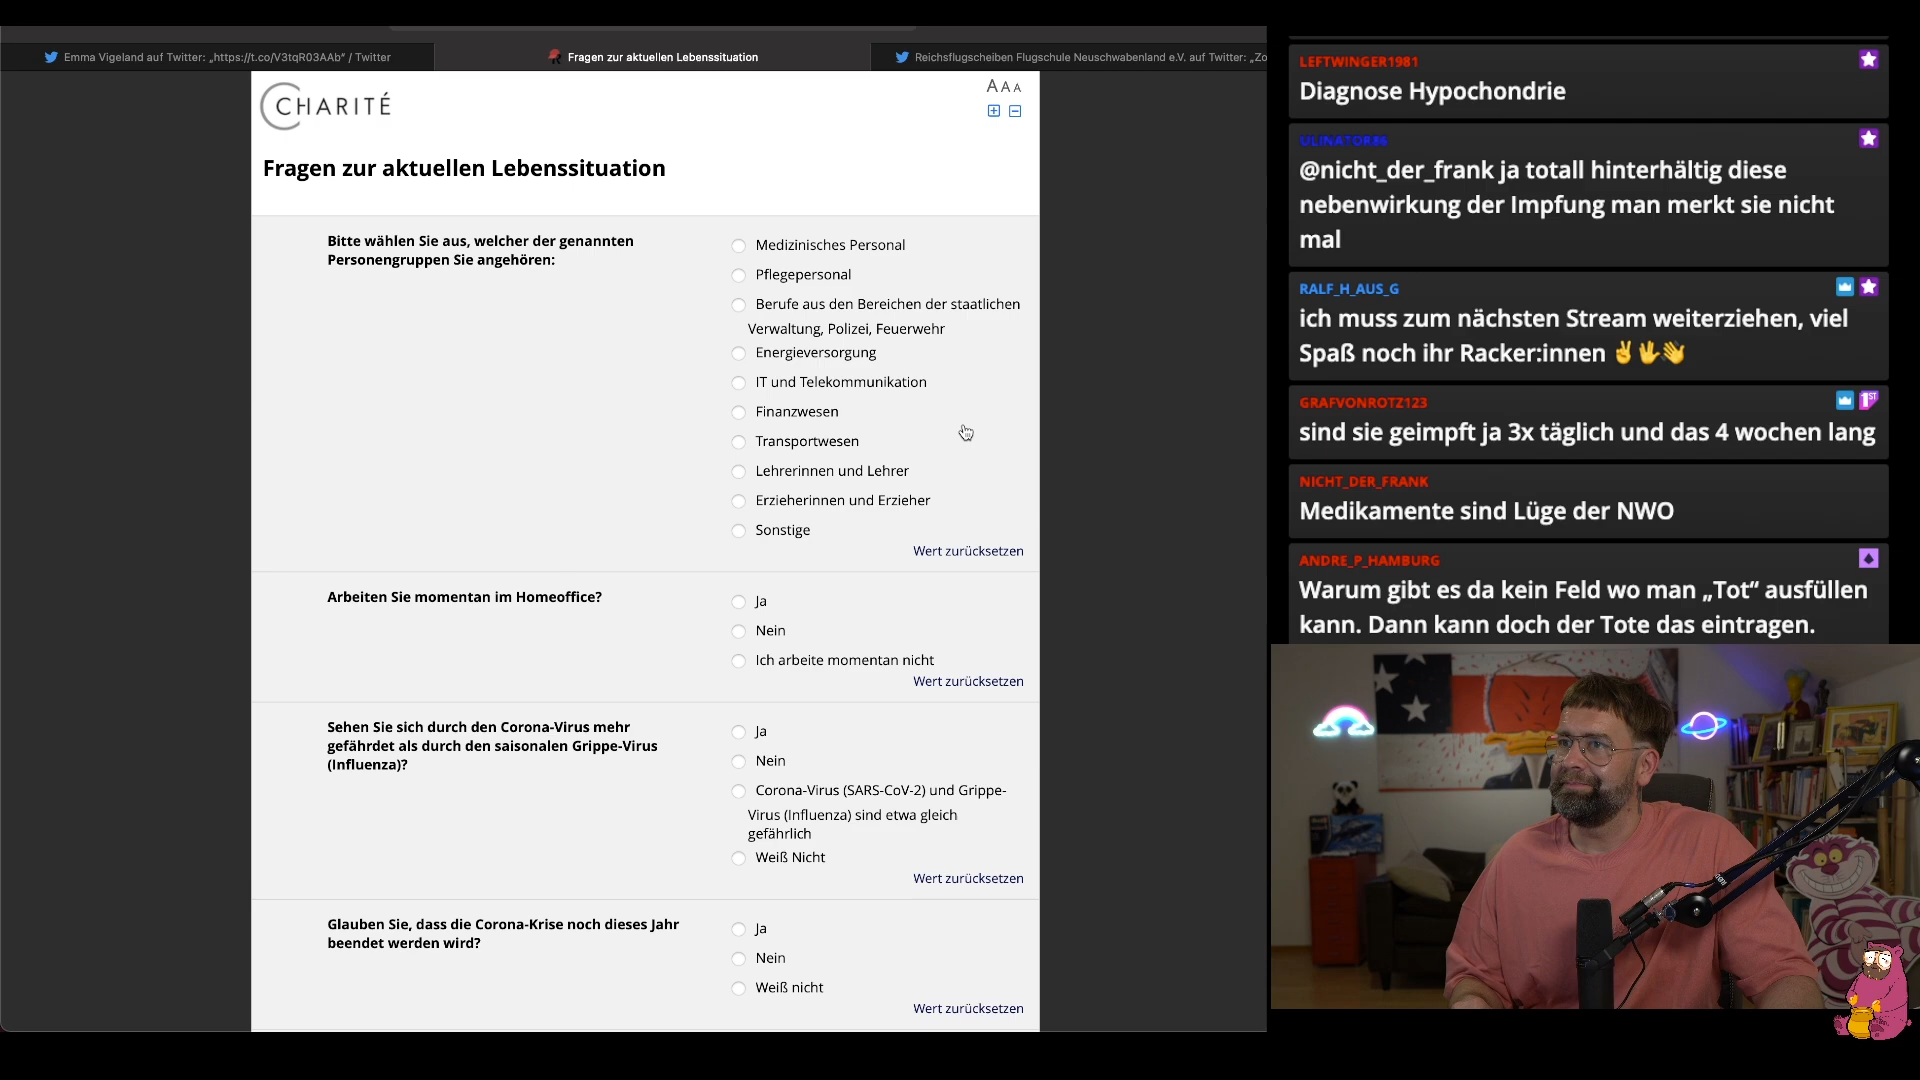 Emma Vigeland auf Twitter: „https://t.co/V3tqR03AAb“ / Twitter
Fragen zur aktuellen Lebenssituation
Reichsflugscheiben Flugschule Neuschwabenland e.V. auf Twitter: „Zo
CHARITÉ
A A A
Fragen zur aktuellen Lebenssituation
Bitte wählen Sie aus, welcher der genannten
Personengruppen Sie angehören:
Medizinisches Personal
Pflegepersonal
Berufe aus den Bereichen der staatlichen
Verwaltung, Polizei, Feuerwehr
Energieversorgung
IT und Telekommunikation
Finanzwesen
Transportwesen
Lehrerinnen und Lehrer
Erzieherinnen und Erzieher
Sonstige
Wert zurücksetzen
Arbeiten Sie momentan im Homeoffice?
Ja
Nein
Ich arbeite momentan nicht
Wert zurücksetzen
Sehen Sie sich durch den Corona-Virus mehr
gefährdet als durch den saisonalen Grippe-Virus
(Influenza)?
Ja
Nein
Corona-Virus (SARS-CoV-2) und Grippe-
Virus (Influenza) sind etwa gleich
gefährlich
Weiß Nicht
Wert zurücksetzen
Glauben Sie, dass die Corona-Krise noch dieses Jahr
beendet werden wird?
Ja
Nein
Weiß nicht
Wert zurücksetzen
LEFTWINGER1981
Diagnose Hypochondrie
ULINATOR86
@nicht_der_frank ja totall hinterhältig diese
nebenwirkung der Impfung man merkt sie nicht
mal
RALF_H_AUS_G
ich muss zum nächsten Stream weiterziehen, viel
Spaß noch ihr Racker:innen ✌️🖖👋
GRAFVONROTZ123
1ST
sind sie geimpft ja 3x täglich und das 4 wochen lang
NICHT_DER_FRANK
Medikamente sind Lüge der NWO
ANDRE_P_HAMBURG
Warum gibt es da kein Feld wo man „Tot“ ausfüllen
kann. Dann kann doch der Tote das eintragen.
RØDE